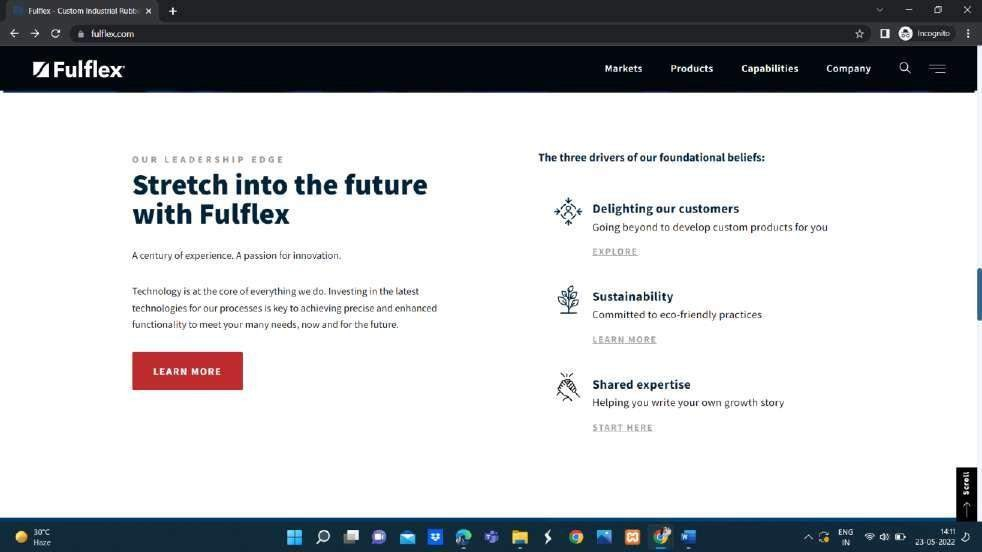 Fulflex - Custom Industrial Rubb
fulflex.com
Incognito
Fulflex
Markets
Products
Capabilities
Company
OUR LEADERSHIP EDGE
Stretch into the future
with Fulflex
A century of experience. A passion for innovation.
Technology is at the core of everything we do. Investing in the latest
technologies for our processes is key to achieving precise and enhanced
functionality to meet your many needs, now and for the future.
LEARN MORE
The three drivers of our foundational beliefs:
Delighting our customers
Going beyond to develop custom products for you
EXPLORE
Sustainability
Committed to eco-friendly practices
LEARN MORE
Shared expertise
Helping you write your own growth story
START HERE
Scroll
30°C
Haze
ENG
IN
14:11
23-05-2022